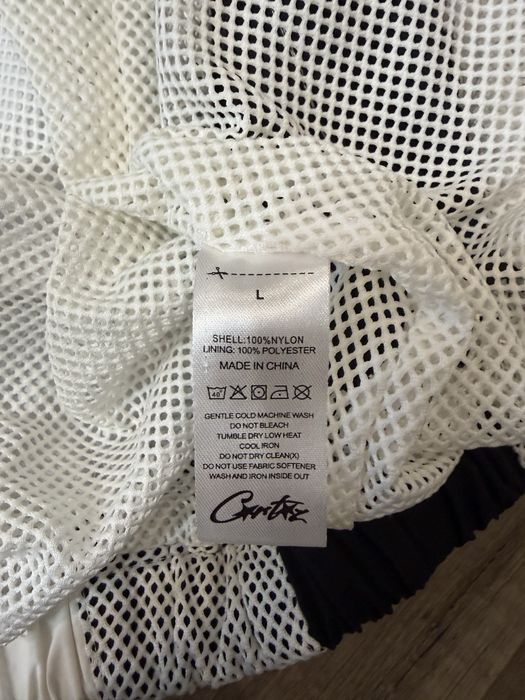 L
SHELL:100%NYLON
LINING: 100% POLYESTER
MADE IN CHINA
40°
GENTLE COLD MACHINE WASH
DO NOT BLEACH
TUMBLE DRY LOW HEAT
COOL IRON
DO NOT DRY CLEAN(X)
DO NOT USE FABRIC SOFTENER
WASH AND IRON INSIDE OUT
Crrtz